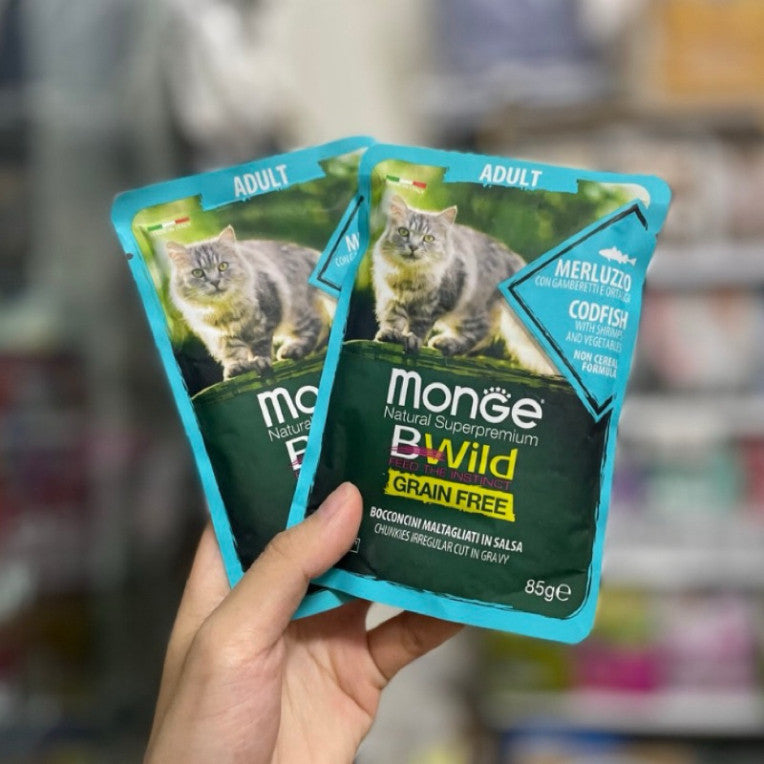 ADULT
MONGE
Natural
B
ADULT
MERLUZZO
CON GAMBERETTI E ORTAGGI
CODFISH
WITH SHRIMPS
AND VEGETABLES
NON CEREAL
FORMULA
MONGE
Natural Superpremium
BWild
FEED THE INSTINCT
GRAIN FREE
BOCCONCINI MALTAGLIATI IN SALSA
CHUNKIES IRREGULAR CUT IN GRAVY
85g℮